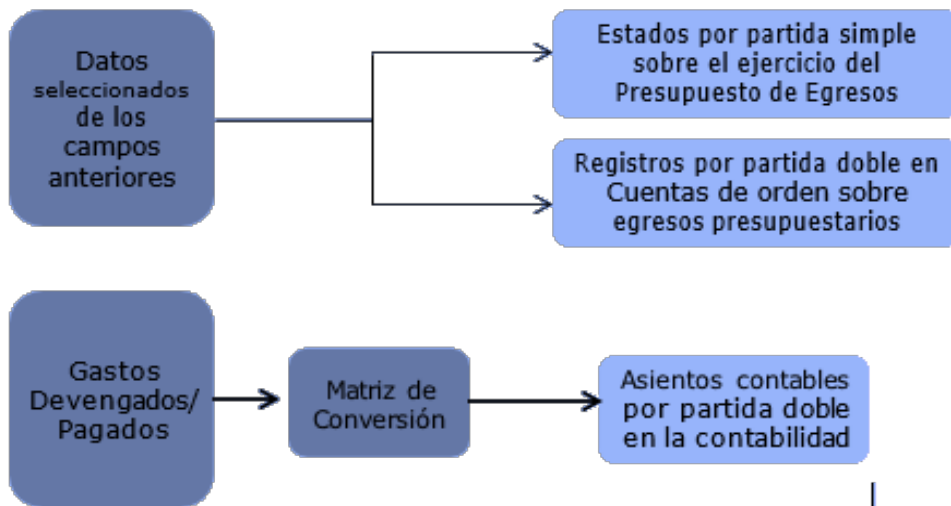 Datos
seleccionados
de los
campos
anteriores
Estados por partida simple
sobre el ejercicio del
Presupuesto de Egresos
Registros por partida doble en
Cuentas de orden sobre
egresos presupuestarios
Gastos
Devengados/
Pagados
Matriz de
Conversión
Asientos contables
por partida doble
en la contabilidad